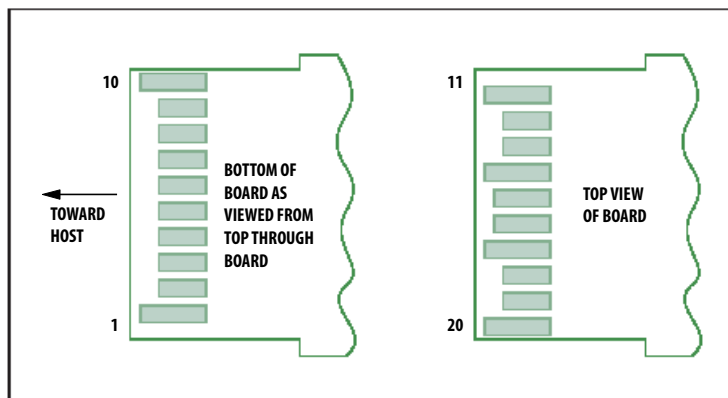 10
BOTTOM OF
BOARD AS
VIEWED FROM
TOP THROUGH
BOARD
TOWARD
HOST
1
11
TOP VIEW
OF BOARD
20